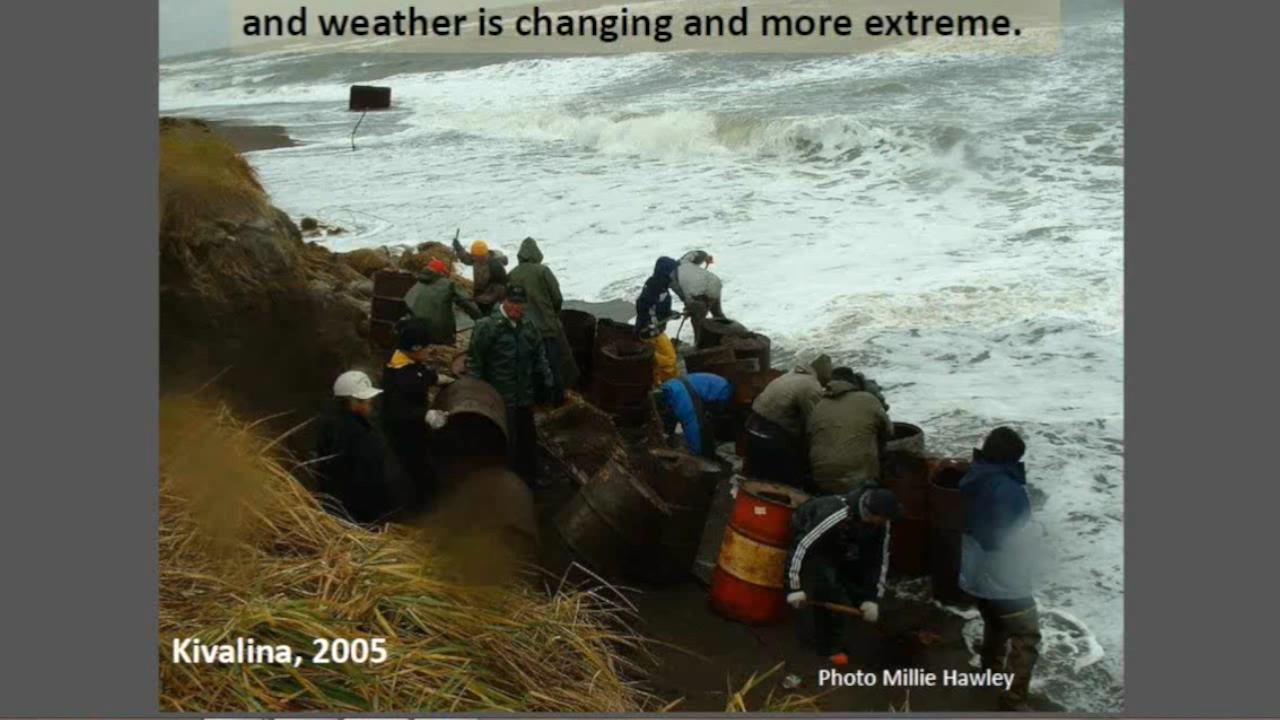 and weather is changing and more extreme.
Kivalina, 2005
Photo Millie Hawley